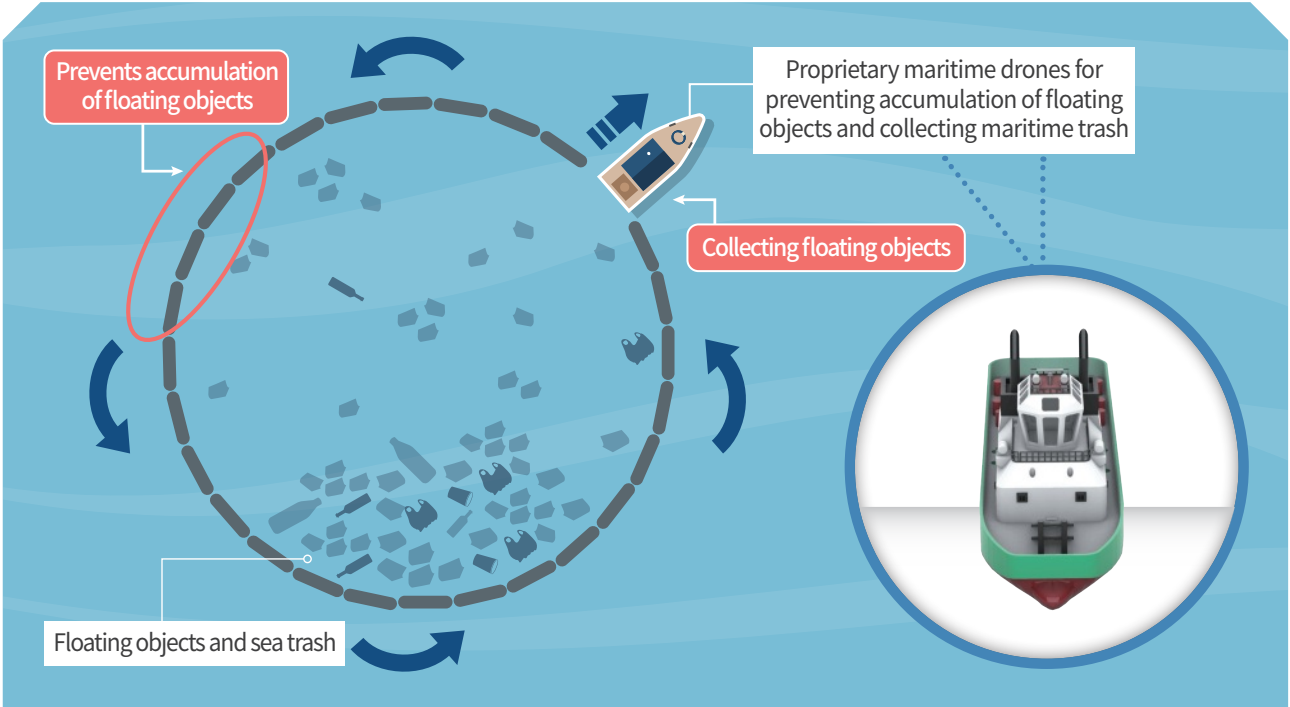 Prevents accumulation
of floating objects
Proprietary maritime drones for
preventing accumulation of floating
objects and collecting maritime trash
Collecting floating objects
Floating objects and sea trash